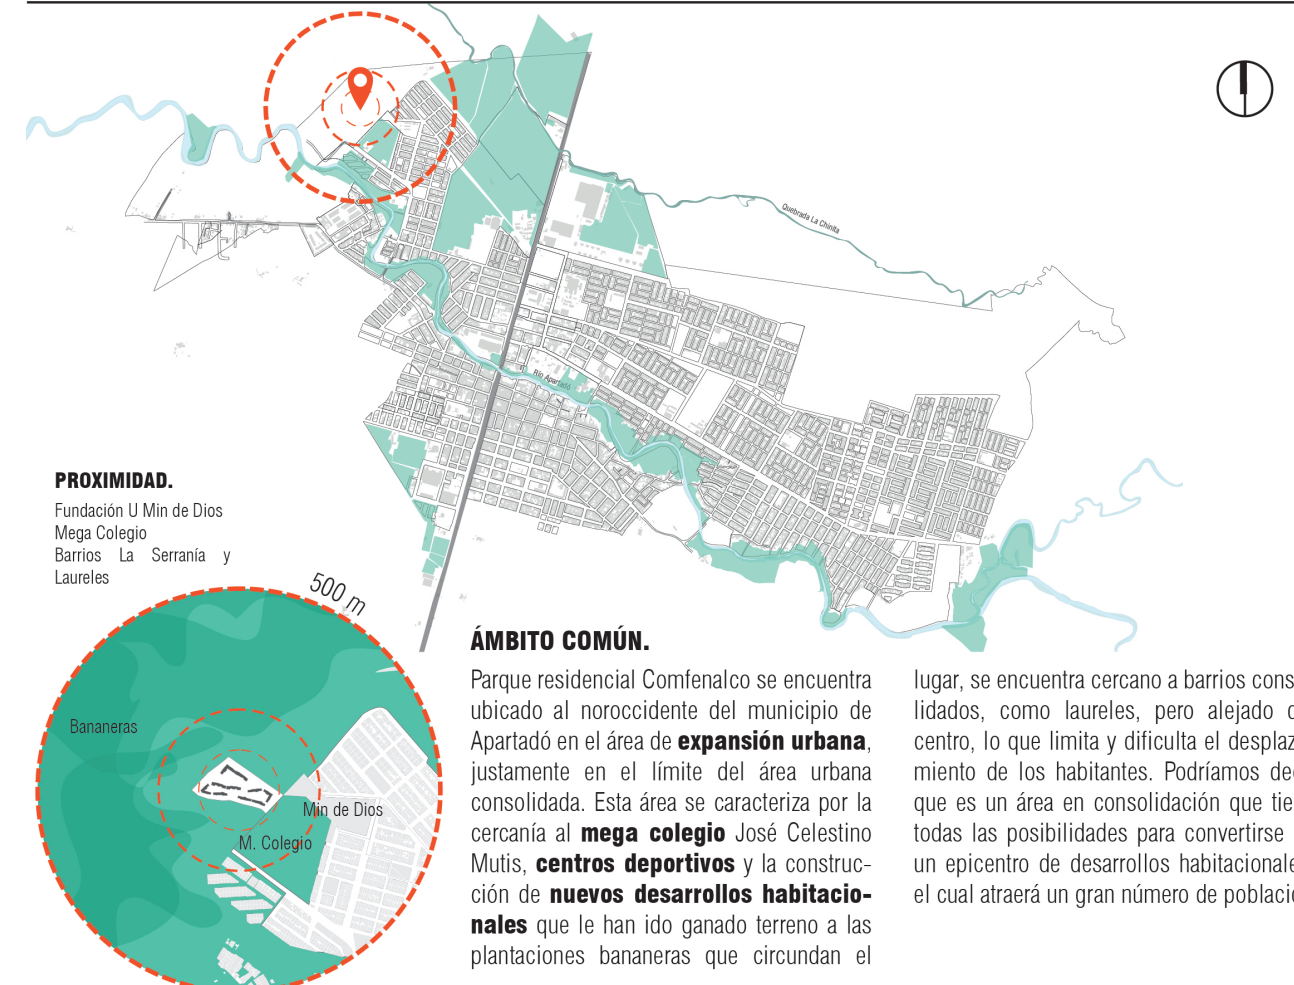 Quebrada La Chinita
Río Apartadó
PROXIMIDAD.
Fundación U Min de Dios
Mega Colegio
Barrios La Serranía y
Laureles
500 m
Bananeras
Min de Dios
M. Colegio
ÁMBITO COMÚN.
Parque residencial Comfenalco se encuentra
ubicado al noroccidente del municipio de
Apartadó en el área de expansión urbana,
justamente en el límite del área urbana
consolidada. Esta área se caracteriza por la
cercanía al mega colegio José Celestino
Mutis, centros deportivos y la construc-
ción de nuevos desarrollos habitacio-
nales que le han ido ganado terreno a las
plantaciones bananeras que circundan el
lugar, se encuentra cercano a barrios cons
lidados, como laureles, pero alejado
centro, lo que limita y dificulta el desplaz
miento de los habitantes. Podríamos de
que es un área en consolidación que tie
todas las posibilidades para convertirse
un epicentro de desarrollos habitacionale
el cual atraerá un gran número de poblaci